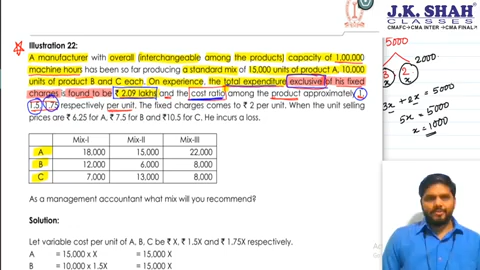 J.K. SHAH
CLASSES
CMAFC→CMA INTER→CMA FINAL
Illustration 22:
A manufacturer with overall (interchangeable among the products) capacity of 1,00,000
machine hours has been so far producing a standard mix of 15,000 units of product A, 10,000
units of product B and C each. On experience, the total expenditure exclusive of his fixed
charges is found to be ₹ 2.09 lakhs and the cost ratio among the product approximately 1,
1.5, 1.75 respectively per unit. The fixed charges comes to ₹ 2 per unit. When the unit selling
prices are ₹ 6.25 for A, ₹ 7.5 for B and ₹10.5 for C. He incurs a loss.
Mix-I Mix-II Mix-III
A 18,000 15,000 22,000
B 12,000 6,000 8,000
C 7,000 13,000 8,000
As a management accountant what mix will you recommend?
Solution:
Let variable cost per unit of A, B, C be ₹ X, ₹ 1.5X and ₹ 1.75X respectively.
A = 15,000 x X = 15,000 X
B = 10,000 x 1.5X = 15,000 X
5000
3 : 2 2000
x x
3x + 2x = 5000
5x = 5000
x = 1000